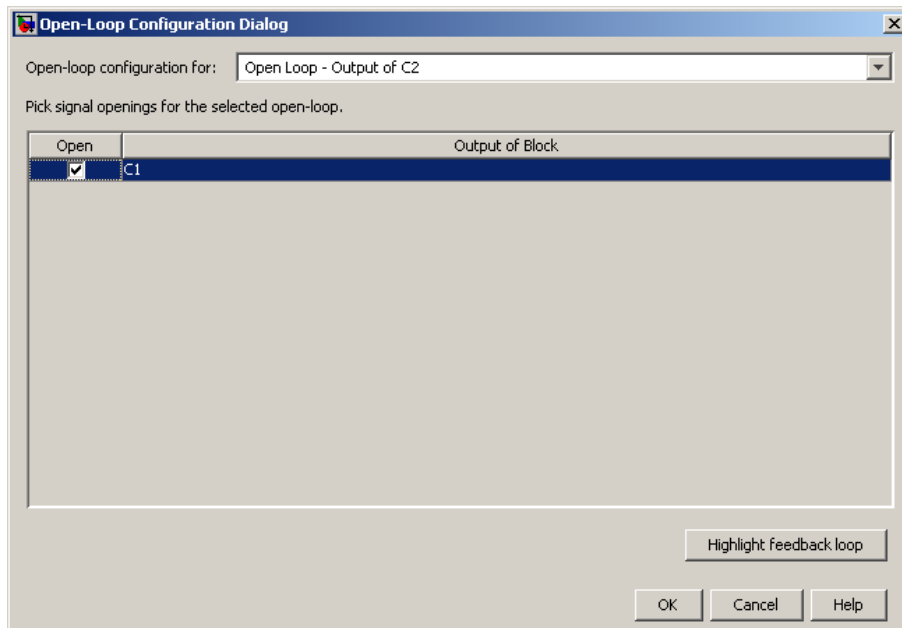 Open-Loop Configuration Dialog
Open-loop configuration for: Open Loop - Output of C2
Pick signal openings for the selected open-loop.
Open Output of Block
C1
Highlight feedback loop
OK Cancel Help